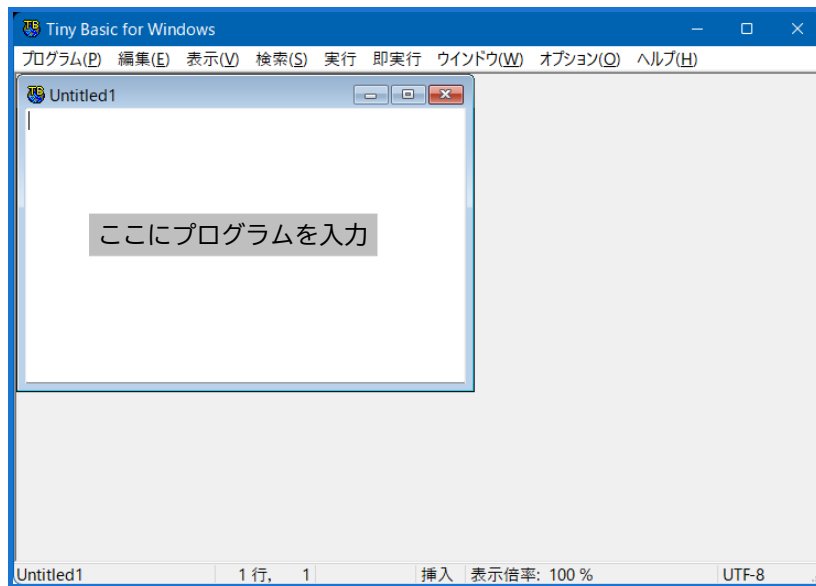 Tiny Basic for Windows
プログラム(P) 編集(E) 表示(V) 検索(S) 実行 即実行 ウインドウ(W) オプション(O) ヘルプ(H)
Untitled1
ここにプログラムを入力
Untitled1 1行, 1 挿入 表示倍率: 100 % UTF-8